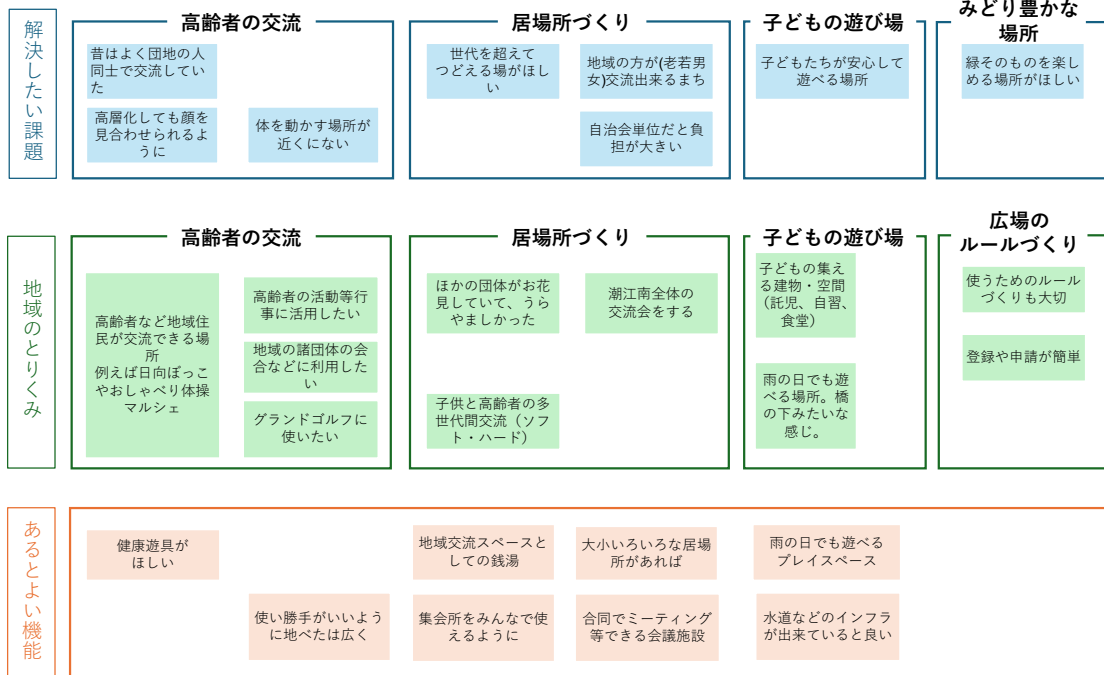 解決したい課題
高齢者の交流
昔はよく団地の人
同士で交流してい
た
高層化しても顔を
見合わせられるよ
うに
体を動かす場所が
近くにない
居場所づくり
世代を超えて
つどえる場がほし
い
地域の方が(老若男
女)交流出来るまち
自治会単位だと負
担が大きい
子どもの遊び場
子どもたちが安心して
遊べる場所
みどり豊かな
場所
緑そのものを楽し
める場所がほしい
地域のとりくみ
高齢者の交流
高齢者など地域住
民が交流できる場
所
例えば日向ぼっこ
やおしゃべり体操
マルシェ
高齢者の活動等行
事に活用したい
地域の諸団体の会
合などに利用した
い
グランドゴルフに
使いたい
居場所づくり
ほかの団体がお花
見していて、うら
やましかった
潮江南全体の
交流会をする
子供と高齢者の多
世代間交流（ソフ
ト・ハード）
子どもの遊び場
子どもの集え
る建物・空間
（託児、自習、
食堂）
雨の日でも遊
べる場所。橋
の下みたいな
感じ。
広場の
ルールづくり
使うためのルール
づくりも大切
登録や申請が簡単
あるとよい機能
健康遊具が
ほしい
使い勝手がいいよう
に地べたは広く
地域交流スペースと
しての銭湯
集会所をみんなで使
えるように
大小いろいろな居場
所があれば
合同でミーティング
等できる会議施設
雨の日でも遊べる
プレイスペース
水道などのインフラ
が出来ていると良い